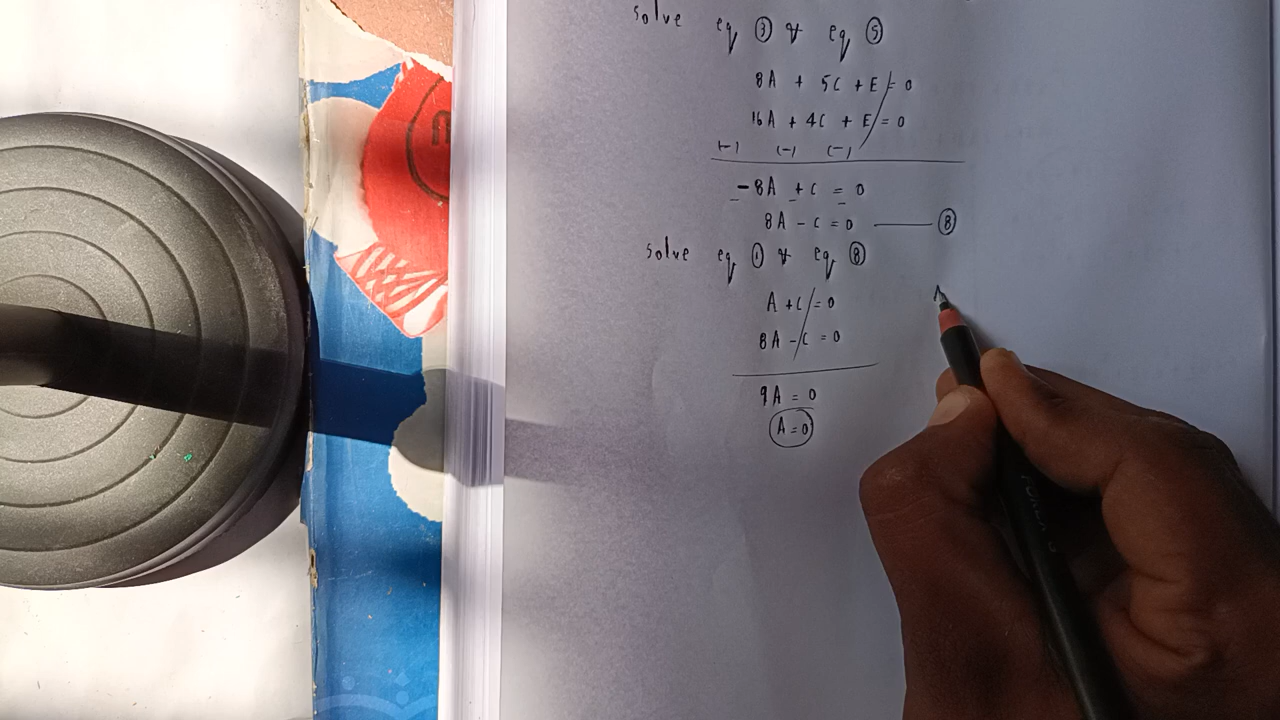 solve eq ③ & eq ⑤
8A + 5C + E = 0
16A + 4C + E = 0
(-) (-) (-)
-8A + C = 0
8A - C = 0 —— ⑧
solve eq ① & eq ⑧
A + C = 0
8A - C = 0
9A = 0
A = 0